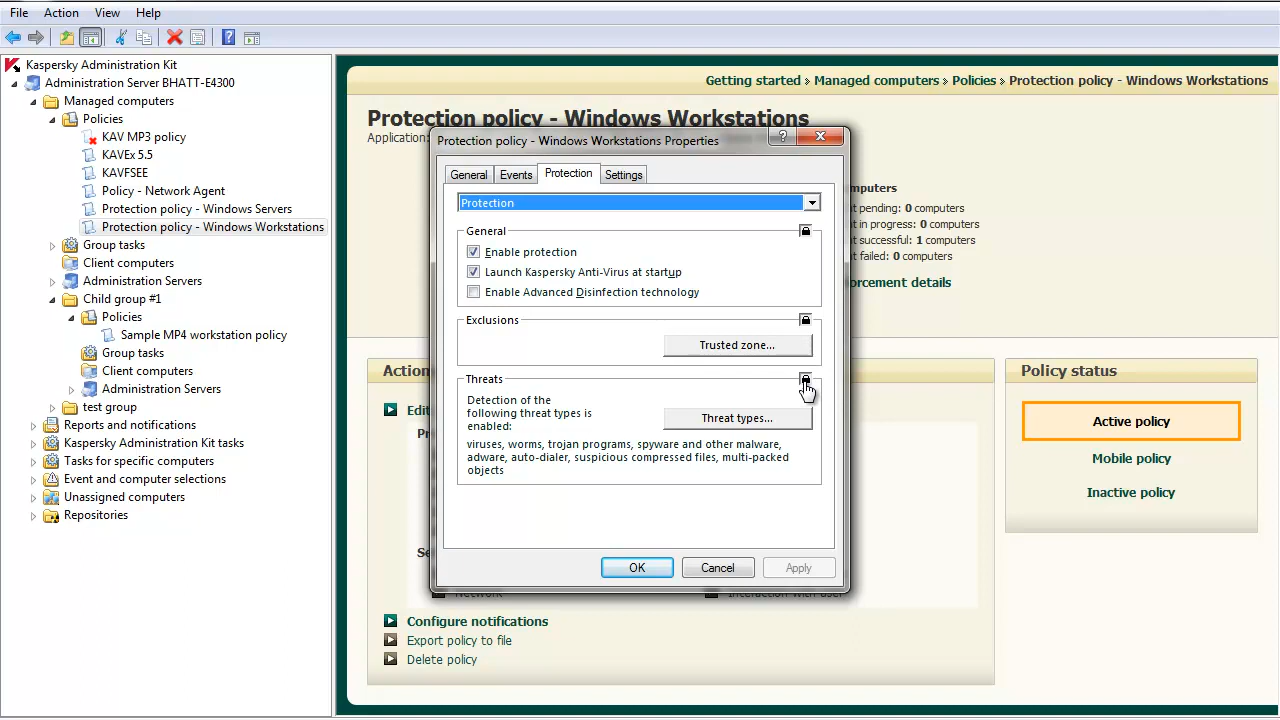 File Action View Help
Kaspersky Administration Kit
Administration Server BHATT-E4300
Managed computers
Policies
KAV MP3 policy
KAVEx 5.5
KAVFSEE
Policy - Network Agent
Protection policy - Windows Servers
Protection policy - Windows Workstations
Group tasks
Client computers
Administration Servers
Child group #1
Policies
Sample MP4 workstation policy
Group tasks
Client computers
Administration Servers
test group
Reports and notifications
Kaspersky Administration Kit tasks
Tasks for specific computers
Event and computer selections
Unassigned computers
Repositories
Getting started » Managed computers » Policies » Protection policy - Windows Workstations
Protection policy - Windows Workstations
Application:
Protection policy - Windows Workstations Properties
General Events Protection Settings
Protection
General
Enable protection
Launch Kaspersky Anti-Virus at startup
Enable Advanced Disinfection technology
Exclusions
Trusted zone...
Threats
Detection of the
following threat types is
enabled:
Threat types...
viruses, worms, trojan programs, spyware and other malware,
adware, auto-dialer, suspicious compressed files, multi-packed
objects
OK Cancel Apply
pending: 0 computers
in progress: 0 computers
successful: 1 computers
failed: 0 computers
details
Configure notifications
Export policy to file
Delete policy
Policy status
Active policy
Mobile policy
Inactive policy